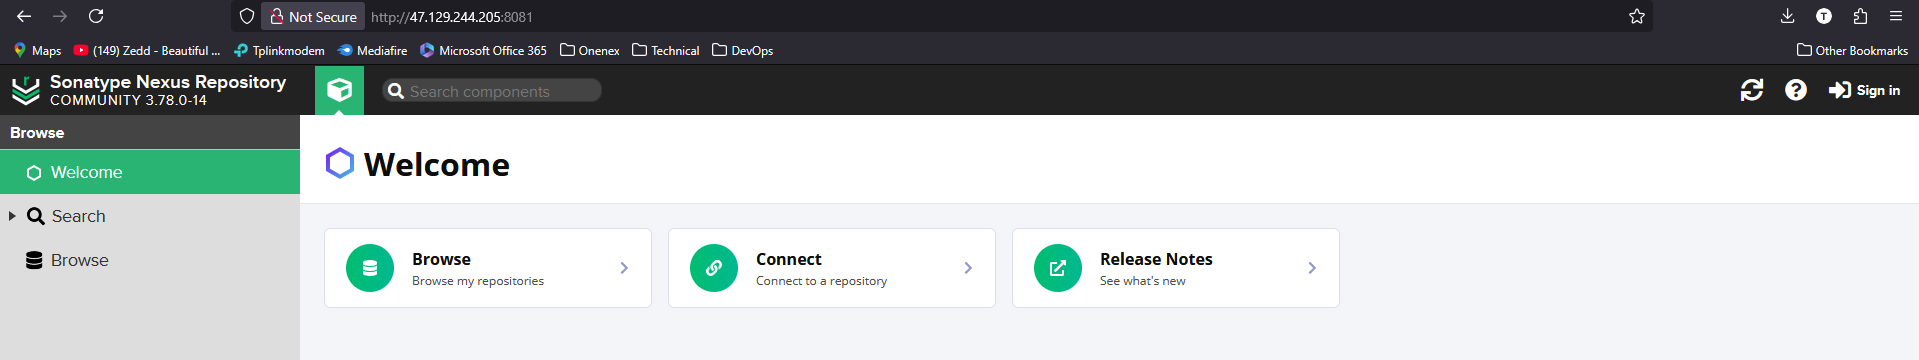 Not Secure http://47.129.244.205:8081
Maps (149) Zedd - Beautiful ... Tplinkmodem Mediafire Microsoft Office 365 Onenex Technical DevOps Other Bookmarks
Sonatype Nexus Repository
COMMUNITY 3.78.0-14
Search components
Sign in
Browse
Welcome
Search
Browse
Welcome
Browse
Browse my repositories
Connect
Connect to a repository
Release Notes
See what's new